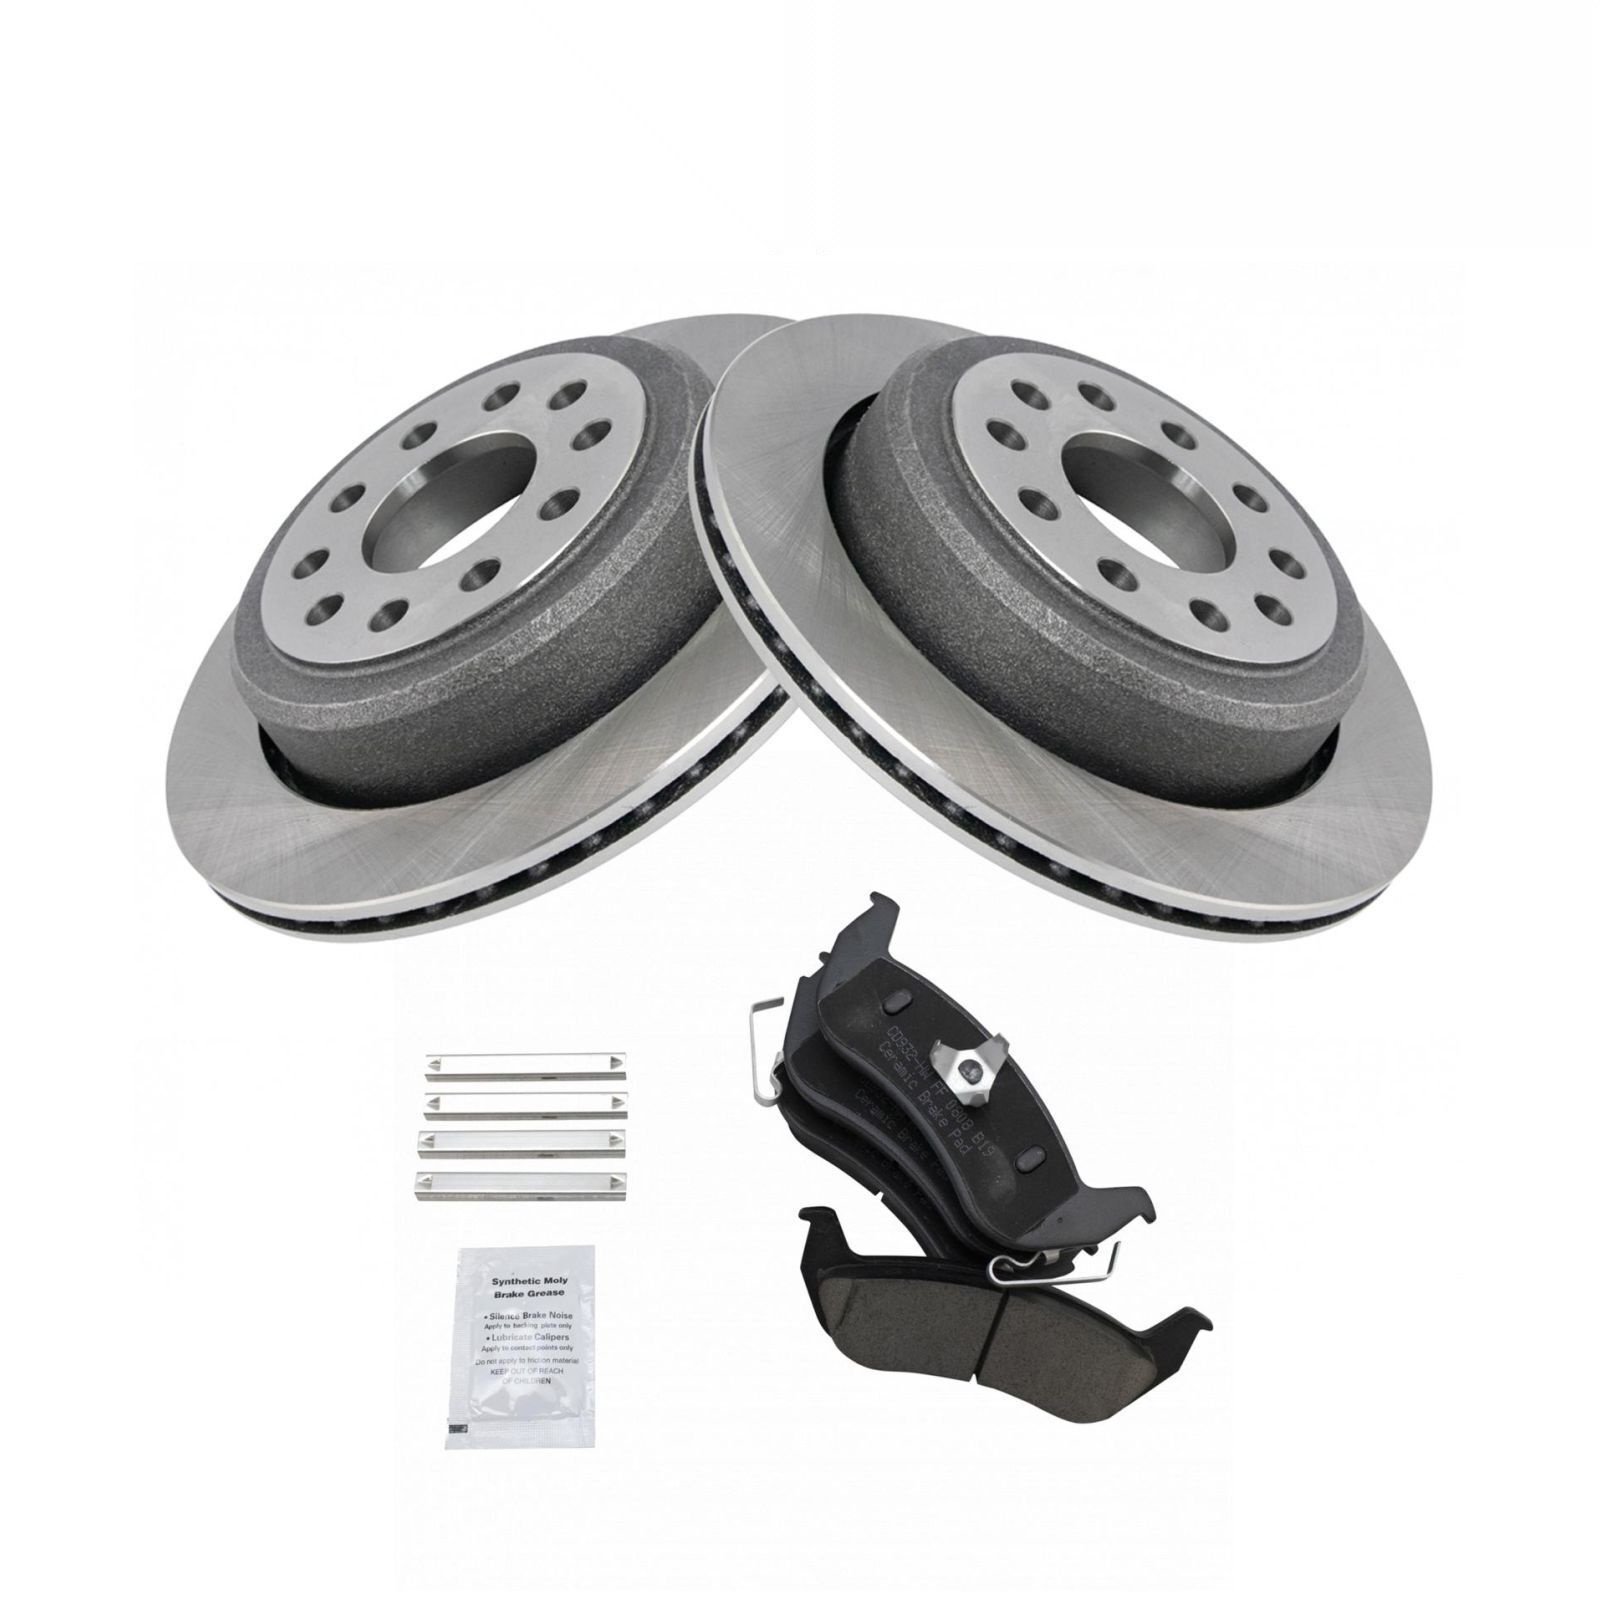 CD932-HW FF 0608 B19
Ceramic Brake Pad
Ceramic Brake
Synthetic Moly
Brake Grease
• Silence Brake Noise
Apply to backing plate only
• Lubricate Calipers
Apply to contact points only
Do not apply to friction material
KEEP OUT OF REACH
OF CHILDREN